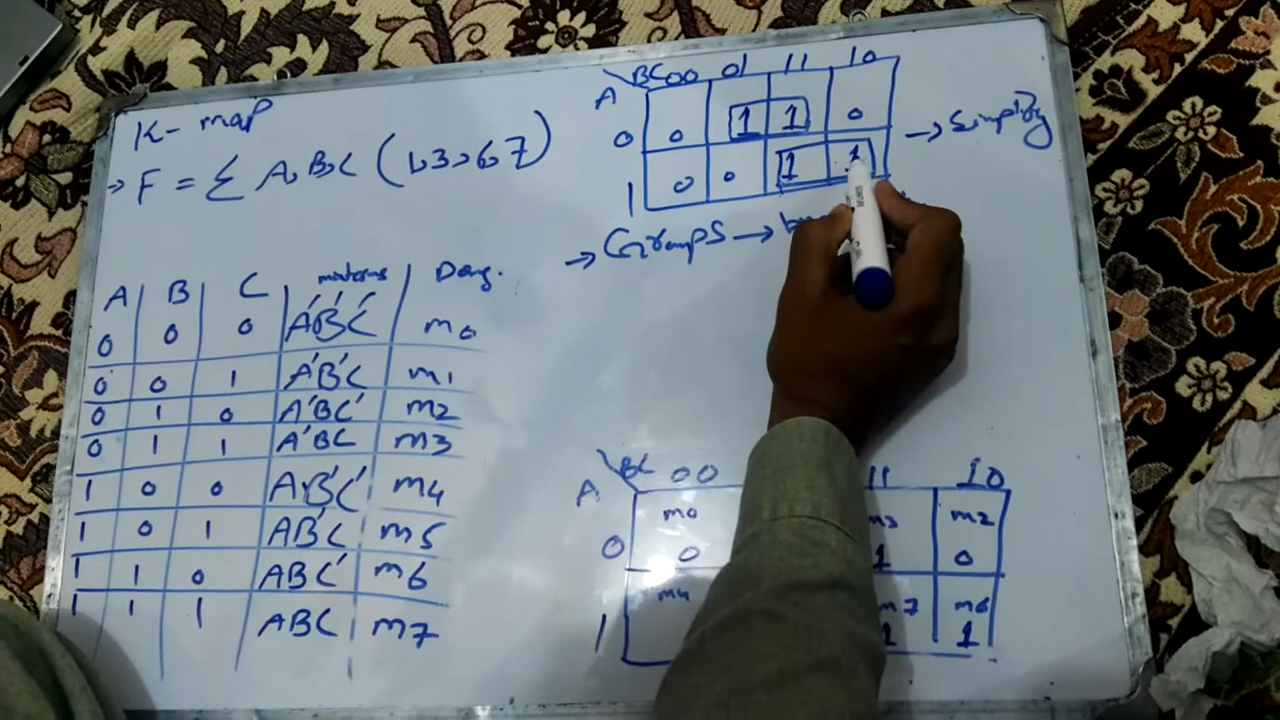 K-map
→ F = Σ A,B,C (1,3,6,7)
A B C minterms Desg.
0 0 0 A'B'C' m0
0 0 1 A'B'C m1
0 1 0 A'BC' m2
0 1 1 A'BC m3
1 0 0 AB'C' m4
1 0 1 AB'C m5
1 1 0 ABC' m6
1 1 1 ABC m7
A \ BC 00 01 11 10
0 0 1 1 0 →
1 0 0 1 1
→ Groups →
A \ BC 00 11 10
m0 m3 m2
0 0 1 0
m4 m7 m6
1 1 1